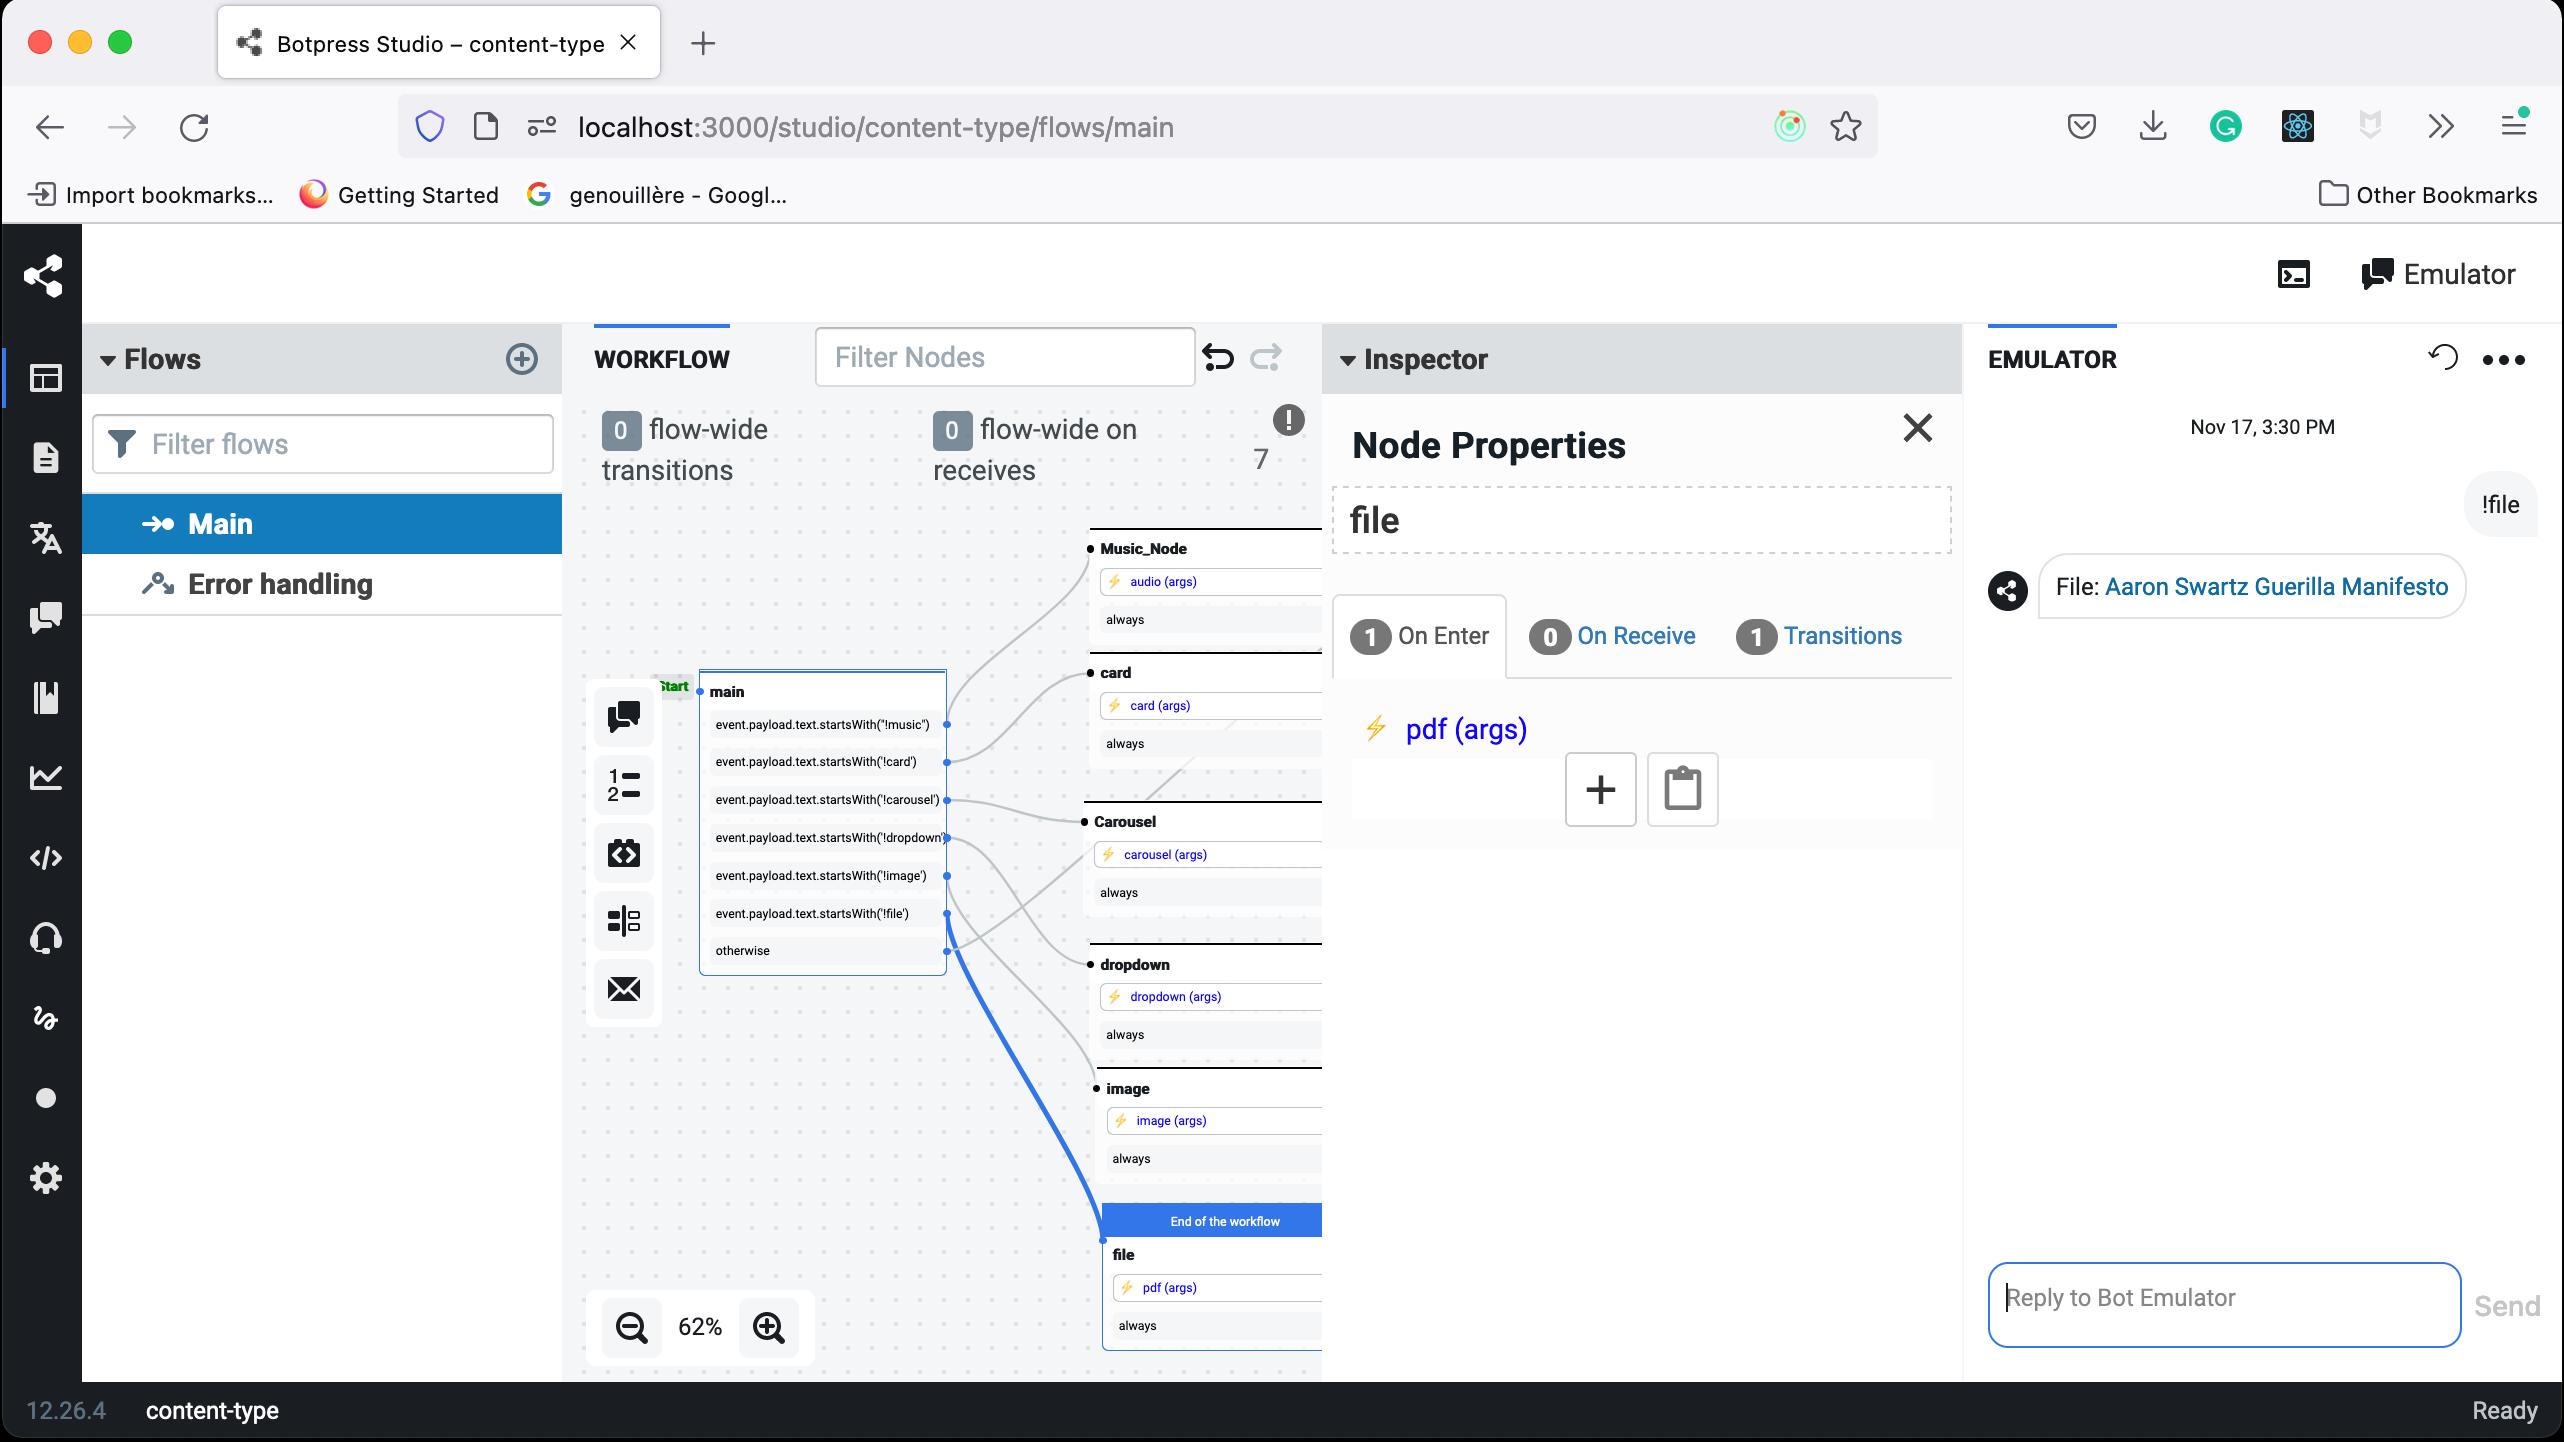 Botpress Studio – content-type
localhost:3000/studio/content-type/flows/main
Import bookmarks...
Getting Started
genouillère - Googl...
Other Bookmarks
Emulator
Flows
Filter flows
Main
Error handling
WORKFLOW
Filter Nodes
0 flow-wide transitions
0 flow-wide on receives
7
Start
main
event.payload.text.startsWith("!music")
event.payload.text.startsWith('!card')
event.payload.text.startsWith('!carousel')
event.payload.text.startsWith('!dropdown')
event.payload.text.startsWith('!image')
event.payload.text.startsWith('!file')
otherwise
Music_Node
audio (args)
always
card
card (args)
always
Carousel
carousel (args)
always
dropdown
dropdown (args)
always
image
image (args)
always
End of the workflow
file
pdf (args)
always
62%
Inspector
Node Properties
file
1 On Enter
0 On Receive
1 Transitions
pdf (args)
EMULATOR
Nov 17, 3:30 PM
!file
File: Aaron Swartz Guerilla Manifesto
Reply to Bot Emulator
Send
12.26.4
content-type
Ready